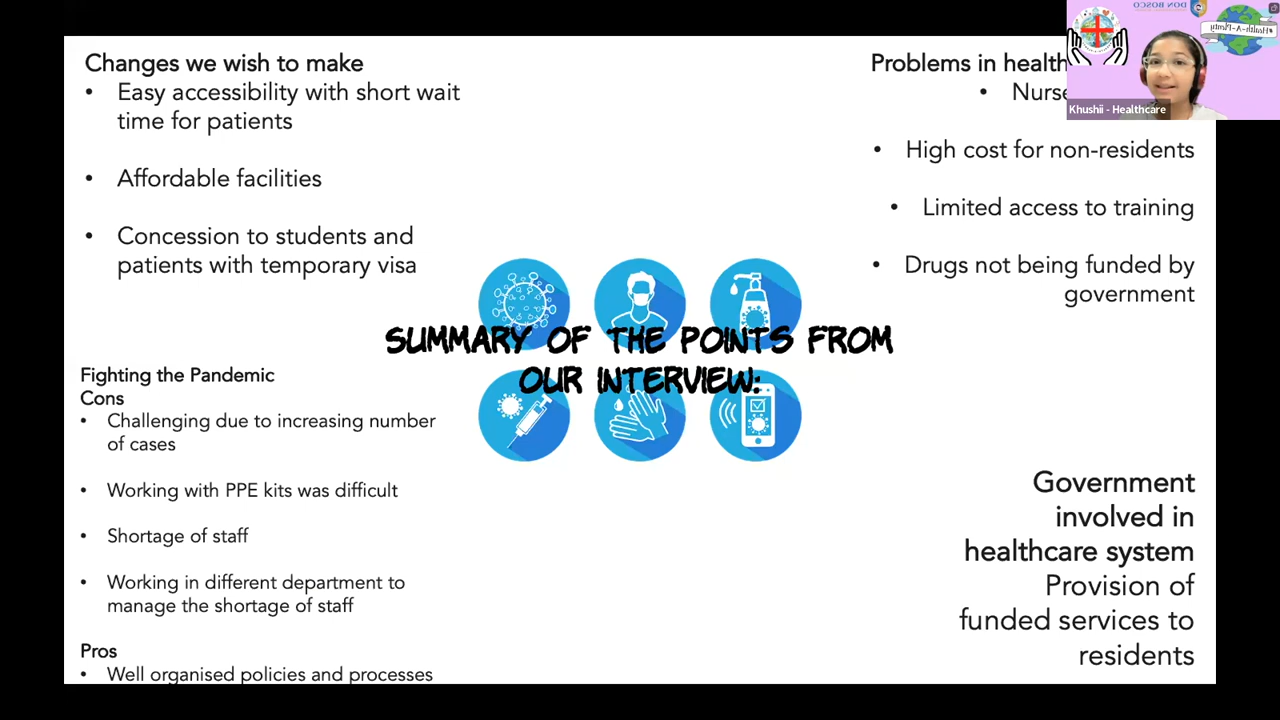 Changes we wish to make
• Easy accessibility with short wait
time for patients
• Affordable facilities
• Concession to students and
patients with temporary visa
Problems in health
• Nurse
• High cost for non-residents
• Limited access to training
• Drugs not being funded by
government
DON BOSCO
#Health-A-Plenty
Khushii - Healthcare
SUMMARY OF THE POINTS FROM
OUR INTERVIEW:
Fighting the Pandemic
Cons
• Challenging due to increasing number
of cases
• Working with PPE kits was difficult
• Shortage of staff
• Working in different department to
manage the shortage of staff
Pros
• Well organised policies and processes
Government
involved in
healthcare system
Provision of
funded services to
residents